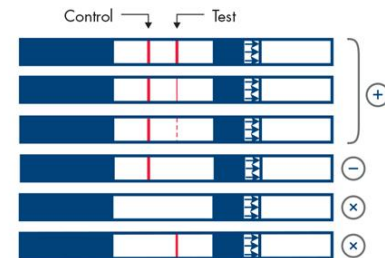 Control Test
+
−
×
×